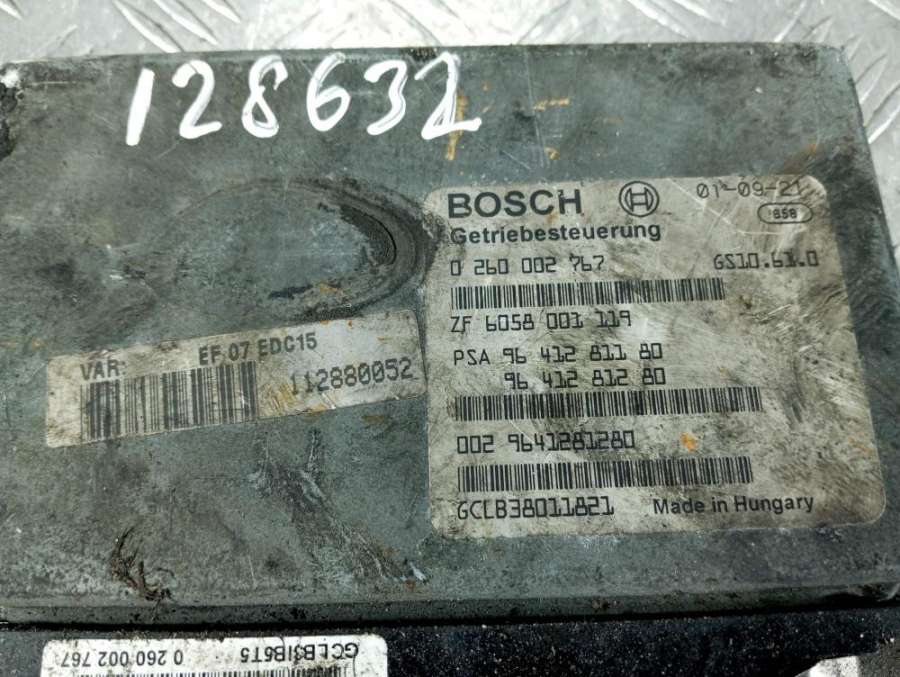 128632
BOSCH
01-09-21
858
Getriebesteuerung
0 260 002 767 GS10.61.0
ZF 6058 001 119
PSA 96 412 811 80
96 412 812 80
002 9641281280
GCLB38011821 Made in Hungary
VAR: EF 07 EDC15
112880052
GCLB31B6T5
0 260 002 767